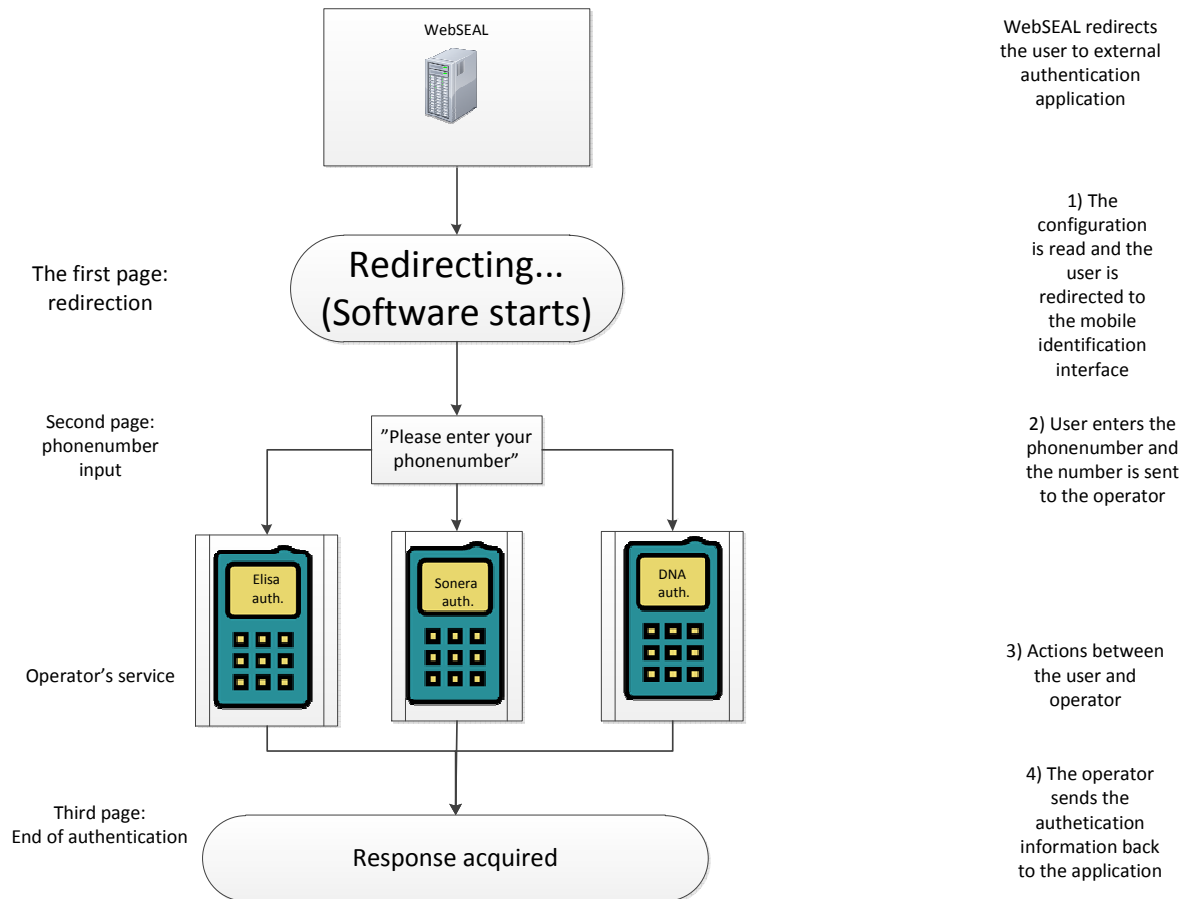 WebSEAL
WebSEAL redirects
the user to external
authentication
application
The first page:
redirection
Redirecting...
(Software starts)
1) The
configuration
is read and the
user is
redirected to
the mobile
identification
interface
Second page:
phonenumber
input
”Please enter your
phonenumber”
2) User enters the
phonenumber and
the number is sent
to the operator
Operator’s service
Elisa
auth.
Sonera
auth.
DNA
auth.
3) Actions between
the user and
operator
Third page:
End of authentication
Response acquired
4) The operator
sends the
authetication
information back
to the application